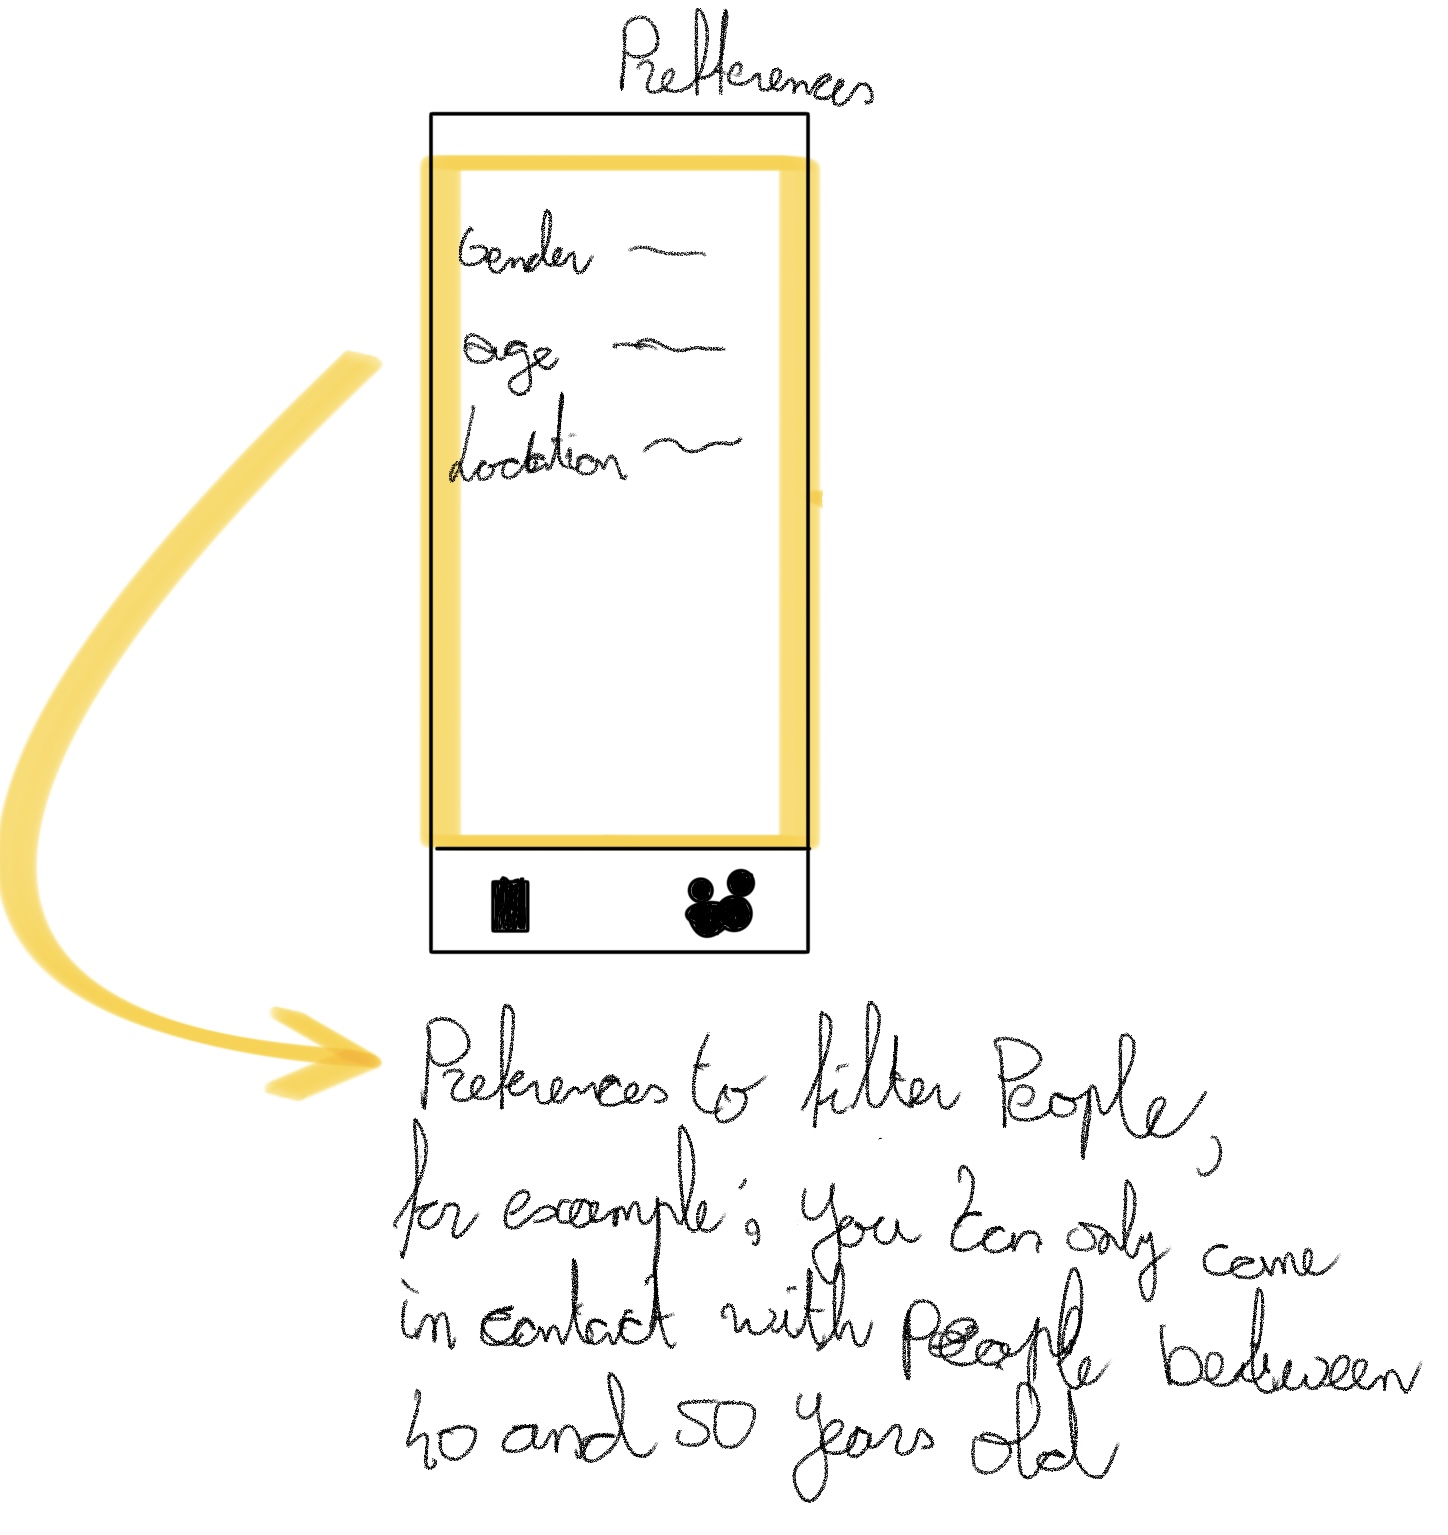 Prefferences
Gender
age
Location
Preferences to filter People,
for example; you can only come
in contact with People between
40 and 50 years old